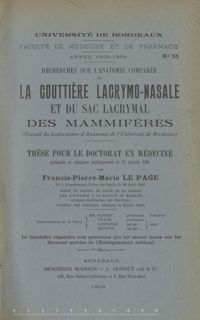 UNIVERSITÉ DE BORDEAUX
FACULTÉ DE MÉDECINE ET DE PHARMACIE
ANNÉE 1905-1906
No 55
RECHERCHES SUR L'ANATOMIE COMPARÉE
DE
LA GOUTTIÈRE LACRYMO-NASALE
ET DU SAC LACRYMAL
DES MAMMIFÈRES
(Travail du Laboratoire d'Anatomie de l'Université de Bordeaux)
THÈSE POUR LE DOCTORAT EN MÉDECINE
présentée et soutenue publiquement le Janvier 1906
PAR
Francis-Pierre-Marie LE PAGE
Examinateurs de la Thèse
Président
Le Candidat répondra aux questions qui lui seront faites sur les
diverses parties de l'Enseignement médical.
BORDEAUX
IMPRIMERIE MODERNE — A. DESTOUT
1906